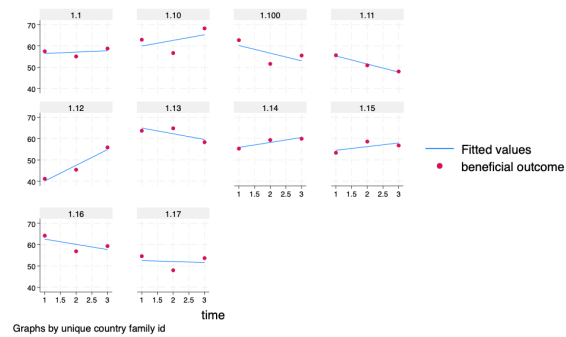 1.1 1.10 1.100 1.11
70
60
50
40
1.12 1.13 1.14 1.15
70
60
50
40
1 1.5 2 2.5 3 1 1.5 2 2.5 3
Fitted values
beneficial outcome
1.16 1.17
70
60
50
40
1 1.5 2 2.5 3 1 1.5 2 2.5 3
time
Graphs by unique country family id